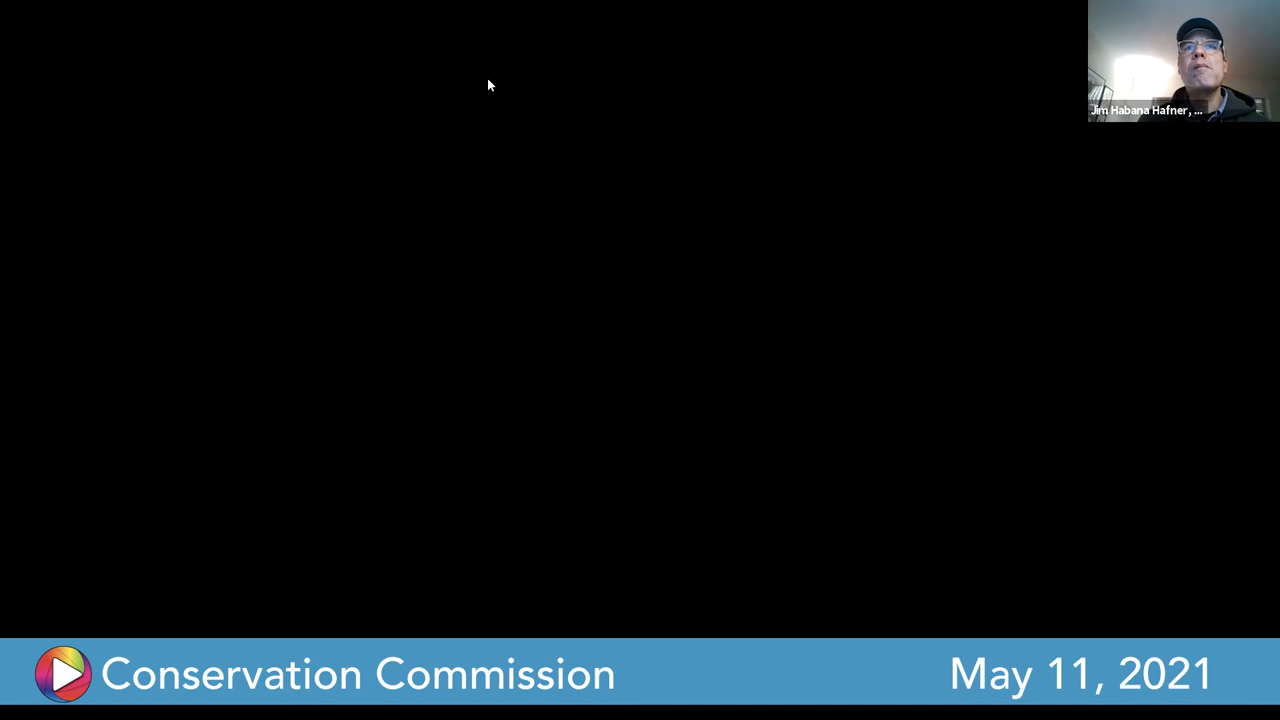 Jim Habana Hafner, ...
Conservation Commission
May 11, 2021